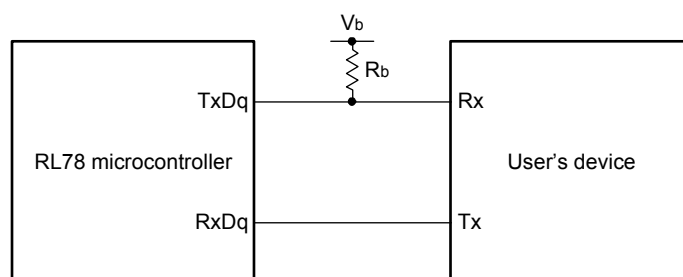 Vb
Rb
TxDq
Rx
RL78 microcontroller
User's device
RxDq
Tx